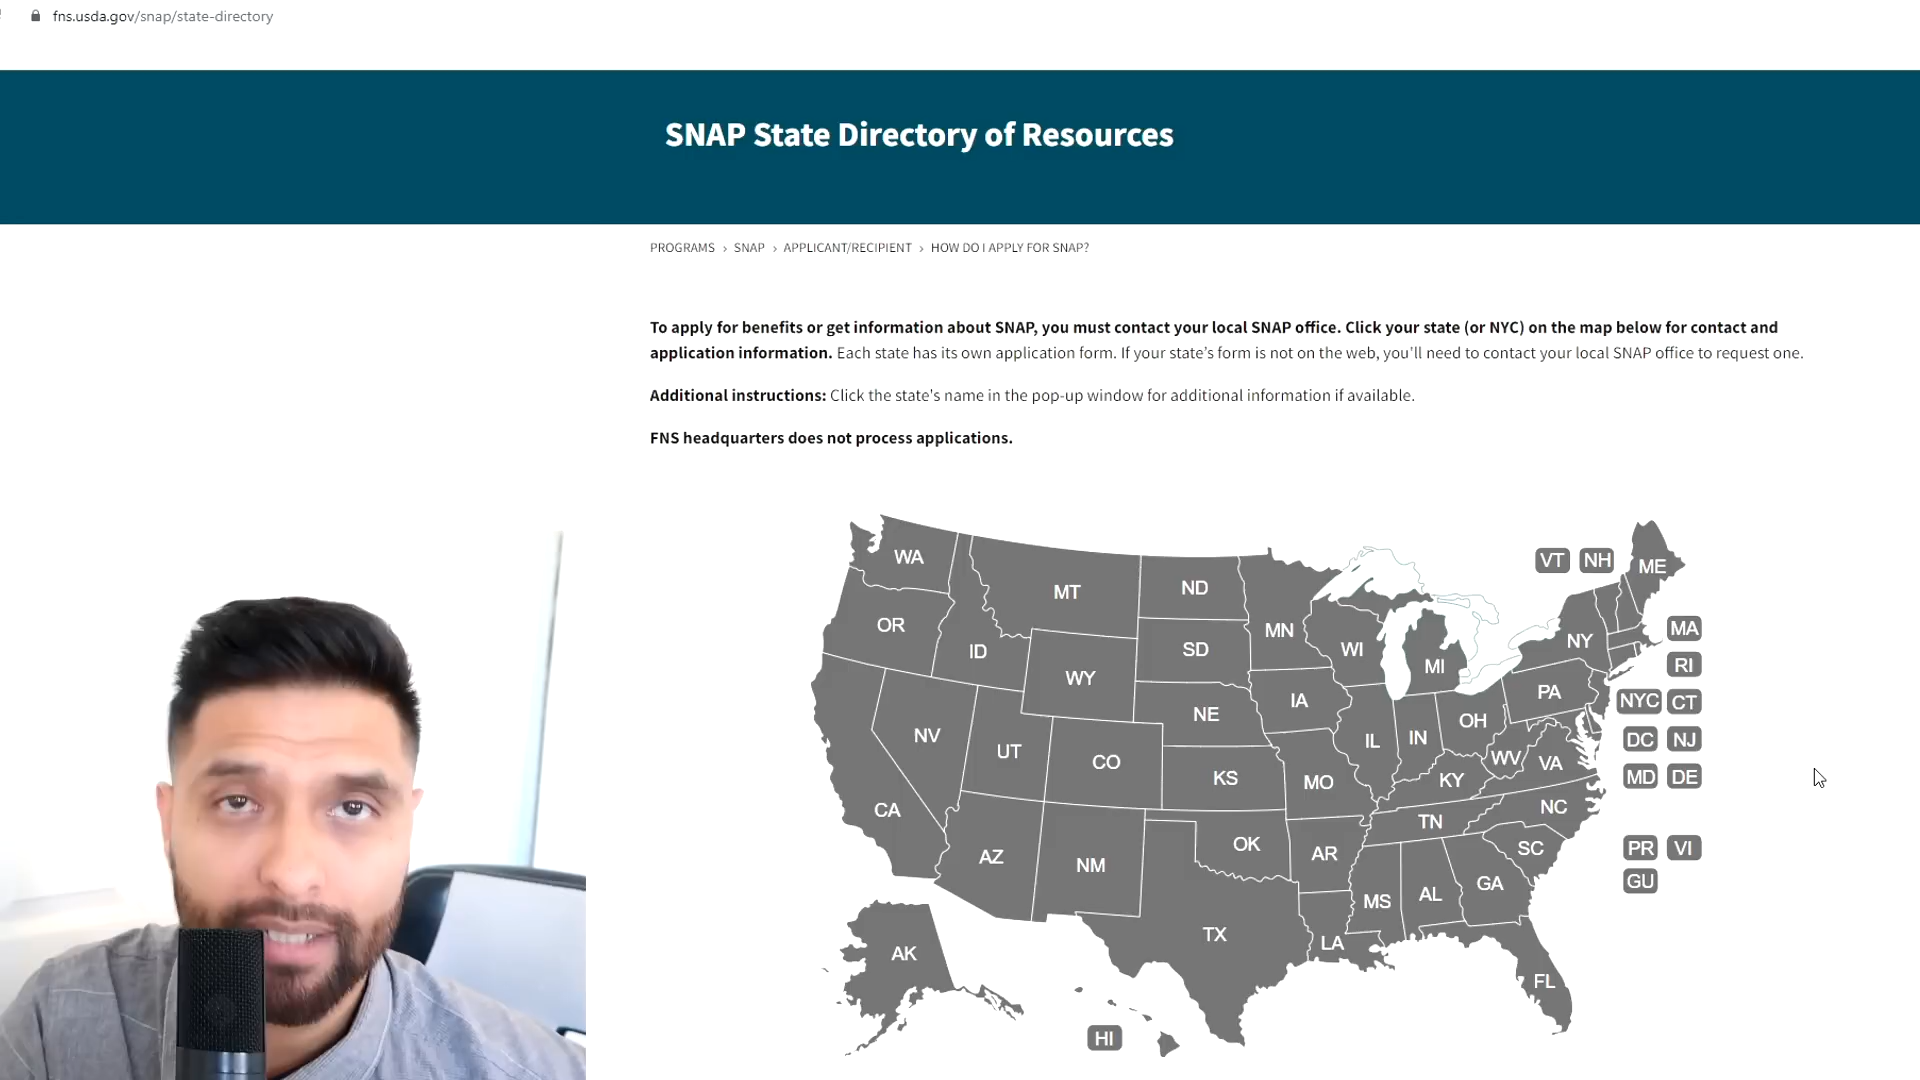 fns.usda.gov/snap/state-directory
SNAP State Directory of Resources
PROGRAMS › SNAP › APPLICANT/RECIPIENT › HOW DO I APPLY FOR SNAP?
To apply for benefits or get information about SNAP, you must contact your local SNAP office. Click your state (or NYC) on the map below for contact and
application information. Each state has its own application form. If your state's form is not on the web, you'll need to contact your local SNAP office to request one.
Additional instructions: Click the state's name in the pop-up window for additional information if available.
FNS headquarters does not process applications.
WA
MT
ND
VT NH
ME
OR
ID
SD
MN
WI
NY
MA
MI
RI
WY
NE
IA
PA
NYC CT
NV
UT
CO
KS
MO
IL
IN
OH
WV
VA
DC NJ
KY
MD DE
CA
AZ
NM
OK
AR
TN
NC
SC
PR VI
GU
MS
AL
GA
TX
LA
AK
FL
HI